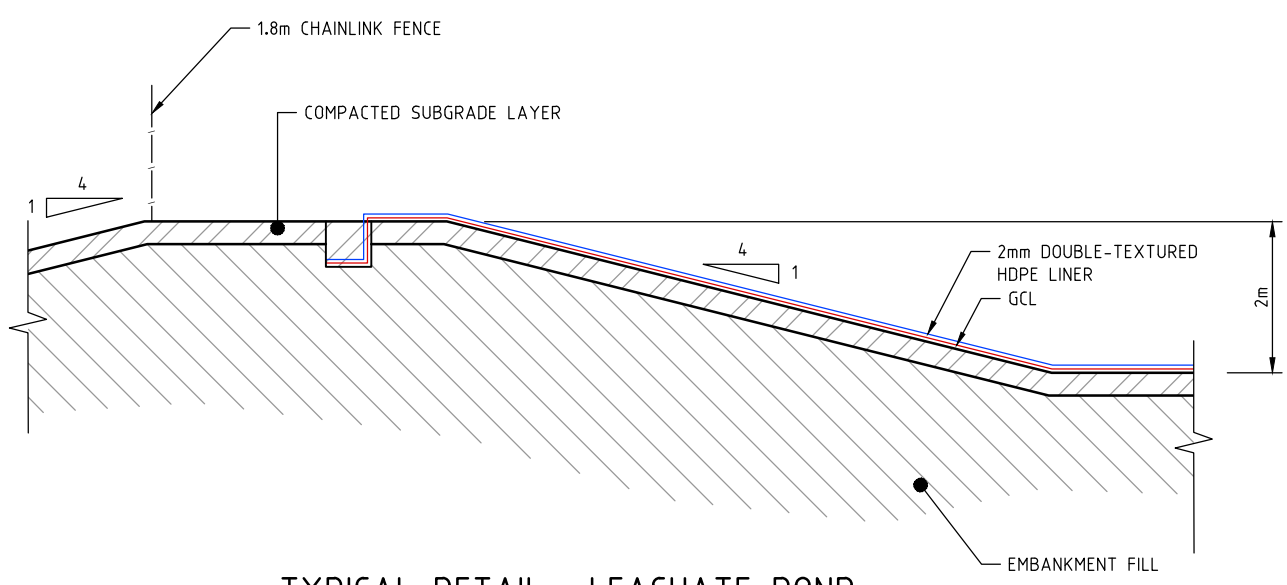 1.8m CHAINLINK FENCE
COMPACTED SUBGRADE LAYER
4
1
4
1
2mm DOUBLE-TEXTURED
HDPE LINER
GCL
2m
EMBANKMENT FILL
TYPICAL DETAIL - LEACHATE POND